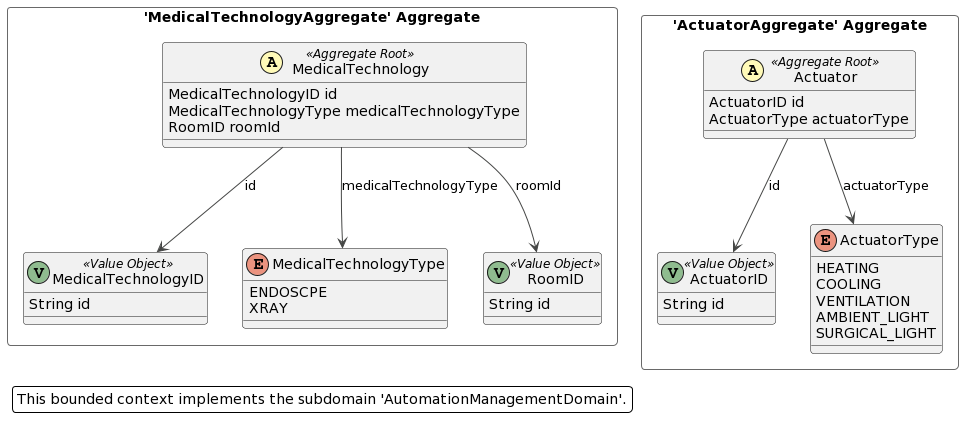 'MedicalTechnologyAggregate' Aggregate
A «Aggregate Root»
MedicalTechnology
MedicalTechnologyID id
MedicalTechnologyType medicalTechnologyType
RoomID roomId
id
medicalTechnologyType
roomId
V «Value Object»
MedicalTechnologyID
String id
E MedicalTechnologyType
ENDOSCPE
XRAY
V «Value Object»
RoomID
String id
'ActuatorAggregate' Aggregate
A «Aggregate Root»
Actuator
ActuatorID id
ActuatorType actuatorType
id
actuatorType
V «Value Object»
ActuatorID
String id
E ActuatorType
HEATING
COOLING
VENTILATION
AMBIENT_LIGHT
SURGICAL_LIGHT
This bounded context implements the subdomain 'AutomationManagementDomain'.